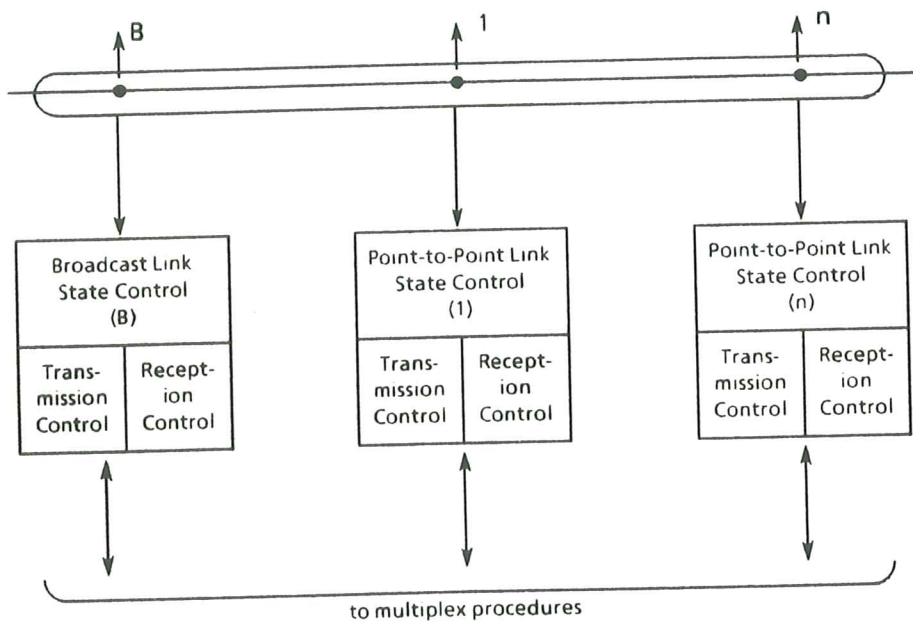 B
1
n
Broadcast Link
State Control
(B)
Trans-
mission
Control
Recept-
ion
Control
Point-to-Point Link
State Control
(1)
Trans-
mission
Control
Recept-
ion
Control
Point-to-Point Link
State Control
(n)
Trans-
mission
Control
Recept-
ion
Control
to multiplex procedures